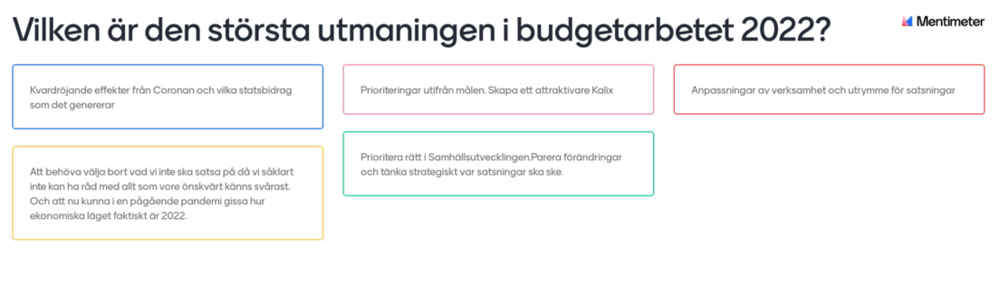 Vilken är den största utmaningen i budgetarbetet 2022?
Mentimeter
Kvardröjande effekter från Coronan och vilka statsbidrag
som det genererar
Prioriteringar utifrån målen. Skapa ett attraktivare Kalix
Anpassningar av verksamhet och utrymme för satsningar
Att behöva välja bort vad vi inte ska satsa på då vi såklart
inte kan ha råd med allt som vore önskvärt känns svårast.
Och att nu kunna i en pågående pandemi gissa hur
ekonomiska läget faktiskt är 2022.
Prioritera rätt i Samhällsutvecklingen.Parera förändringar
och tänka strategiskt var satsningar ska ske.